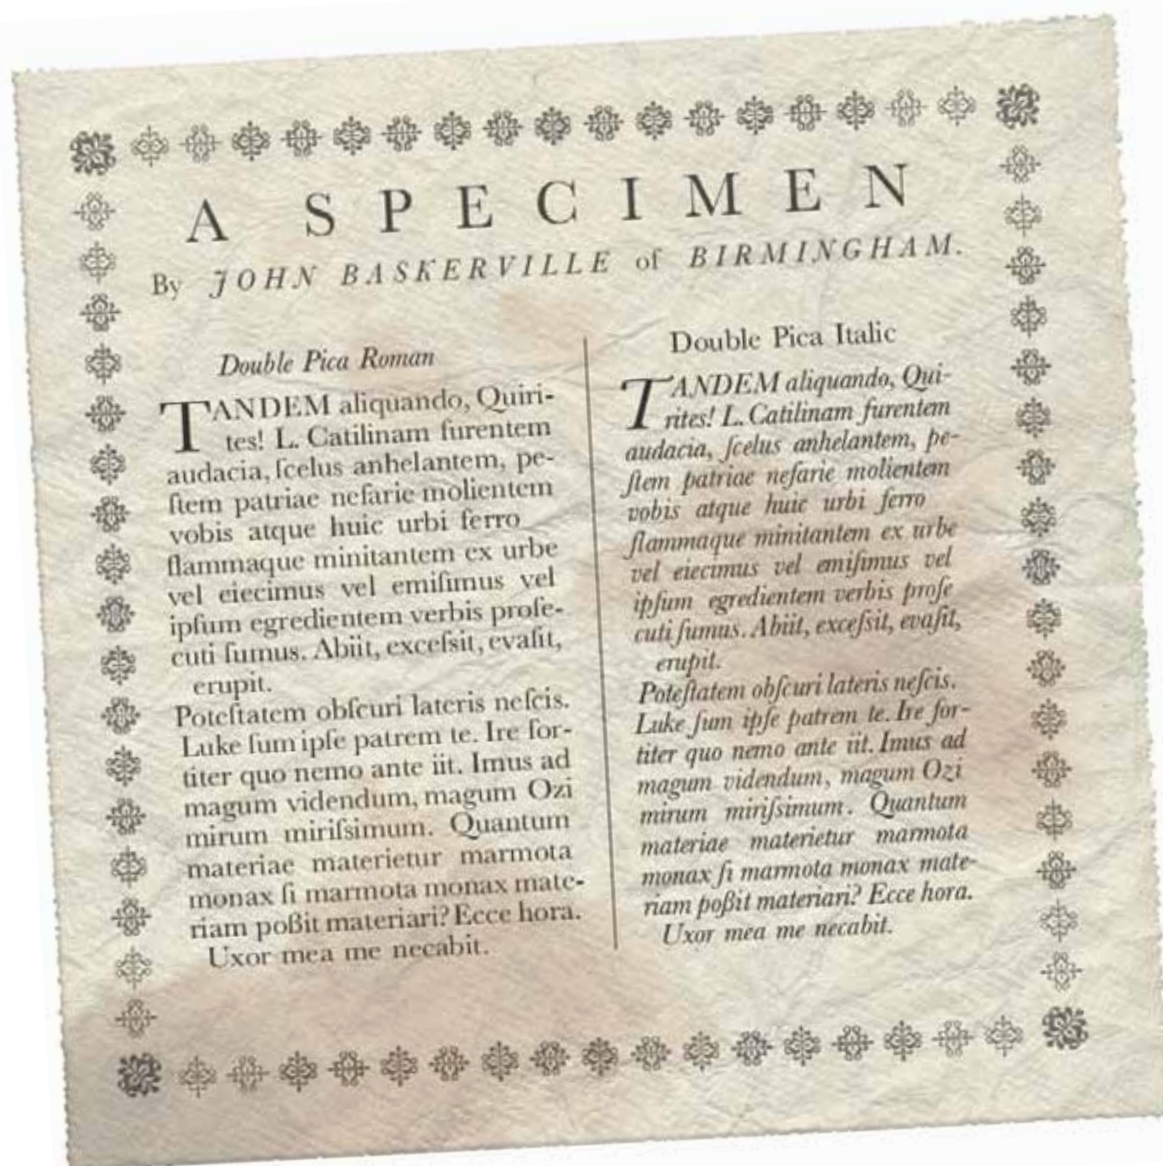 A SPECIMEN
By JOHN BASKERVILLE of BIRMINGHAM.
Double Pica Roman
TANDEM aliquando, Quiri-
tes! L. Catilinam furentem
audacia, ſcelus anhelantem, pe-
ſtem patriae nefarie molientem
vobis atque huic urbi ferro
flammaque minitantem ex urbe
vel eiecimus vel emiſimus vel
ipſum egredientem verbis proſe-
cuti ſumus. Abiit, exceſsit, evaſit,
erupit.
Poteſtatem obſcuri lateris neſcis.
Luke ſum ipſe patrem te. Ire for-
titer quo nemo ante iit. Imus ad
magum videndum, magum Ozi
mirum miriſsimum. Quantum
materiae materietur marmota
monax ſi marmota monax mate-
riam poßit materiari? Ecce hora.
Uxor mea me necabit.
Double Pica Italic
TANDEM aliquando, Qui-
rites! L. Catilinam furentem
audacia, ſcelus anhelantem, pe-
ſtem patriae nefarie molientem
vobis atque huic urbi ferro
flammaque minitantem ex urbe
vel eiecimus vel emiſimus vel
ipſum egredientem verbis proſe
cuti ſumus. Abiit, exceſsit, evaſit,
erupit.
Poteſtatem obſcuri lateris neſcis.
Luke ſum ipſe patrem te. Ire for-
titer quo nemo ante iit. Imus ad
magum videndum, magum Ozi
mirum miriſsimum. Quantum
materiae materietur marmota
monax ſi marmota monax mate-
riam poßit materiari? Ecce hora.
Uxor mea me necabit.